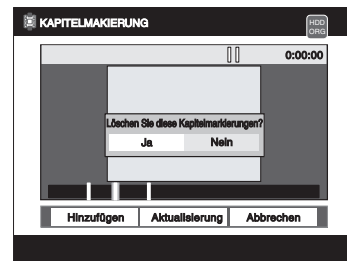 KAPITELMAKIERUNG
HDD
ORG
0:00:00
Löschen Sie diese Kapitelmarkierungen?
Ja Nein
Hinzufügen Aktualisierung Abbrechen